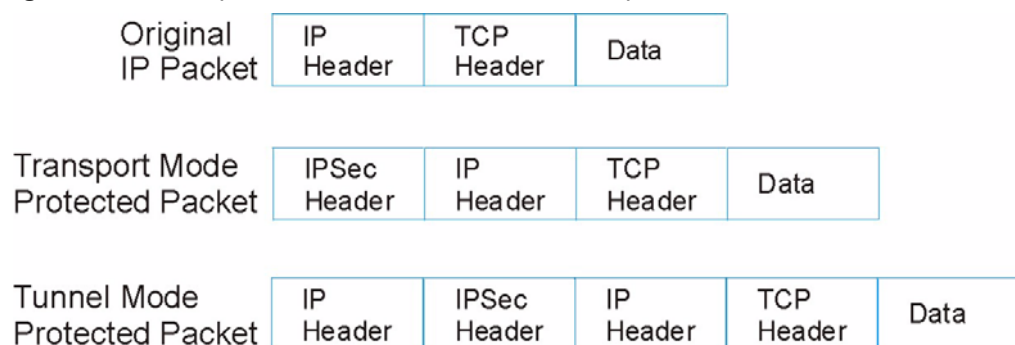 Original IP Packet
IP Header
TCP Header
Data
Transport Mode Protected Packet
IPSec Header
IP Header
TCP Header
Data
Tunnel Mode Protected Packet
IP Header
IPSec Header
IP Header
TCP Header
Data